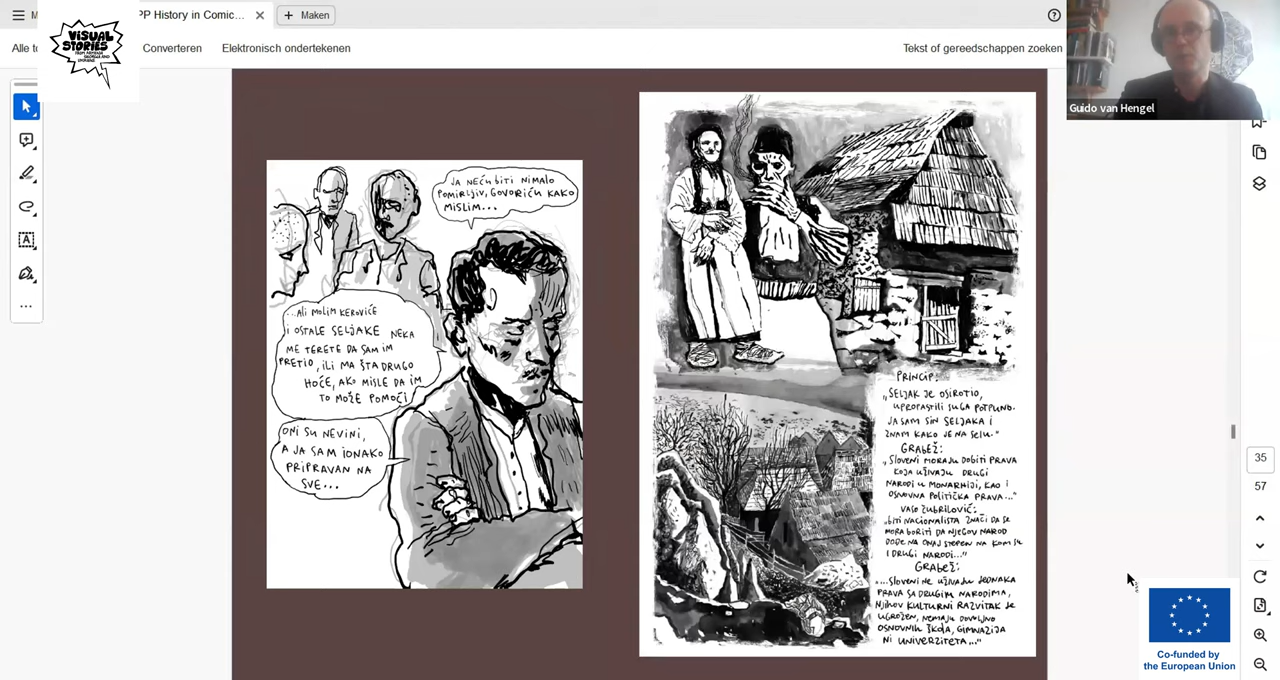 PP History in Comic...
Maken
VISUAL
STORIES
FROM ARMENIA
GEORGIA AND
UKRAINE
Alle to
Converteren
Elektronisch ondertekenen
Tekst of gereedschappen zoeken
Guido van Hengel
JA NEĆU BITI NIMALO
POMIRLJIV, GOVORIĆU KAKO
MISLIM...
...ALI MOLIM KEROVIĆE
I OSTALE SELJAKE NEKA
ME TERETE DA SAM IM
PRETIO, ILI MA ŠTA DRUGO
HOĆE, AKO MISLE DA IM
TO MOŽE POMOĆI
ONI SU NEVINI,
A JA SAM IONAKO
PRIPRAVAN NA
SVE...
PRINCIP:
„SELJAK JE OSIROTIO,
UPROPASTILI SU GA POTPUNO.
JA SAM SIN SELJAKA I
ZNAM KAKO JE NA SELU."
GRABEŽ:
„SLOVENI MORAJU DOBITI PRAVA
KOJA UŽIVAJU DRUGI
NARODI U MONARHIJI, KAO I
OSNOVNA POLITIČKA PRAVA..."
VASO ČUBRILOVIĆ:
„BITI NACIONALISTA ZNAČI DA SE
MORA BORITI DA NJEGOV NAROD
DOĐE NA ONAJ STEPEN NA KOM SU
I DRUGI NARODI..."
GRABEŽ:
„...SLOVENI NE UŽIVAJU JEDNAKA
PRAVA SA DRUGIM NARODIMA,
NJIHOV KULTURNI RAZVITAK JE
UGROŽEN, NEMAJU DOVOLJNO
OSNOVNIH ŠKOLA, GIMNAZIJA
NI UNIVERZITETA..."
35
57
Co-funded by
the European Union